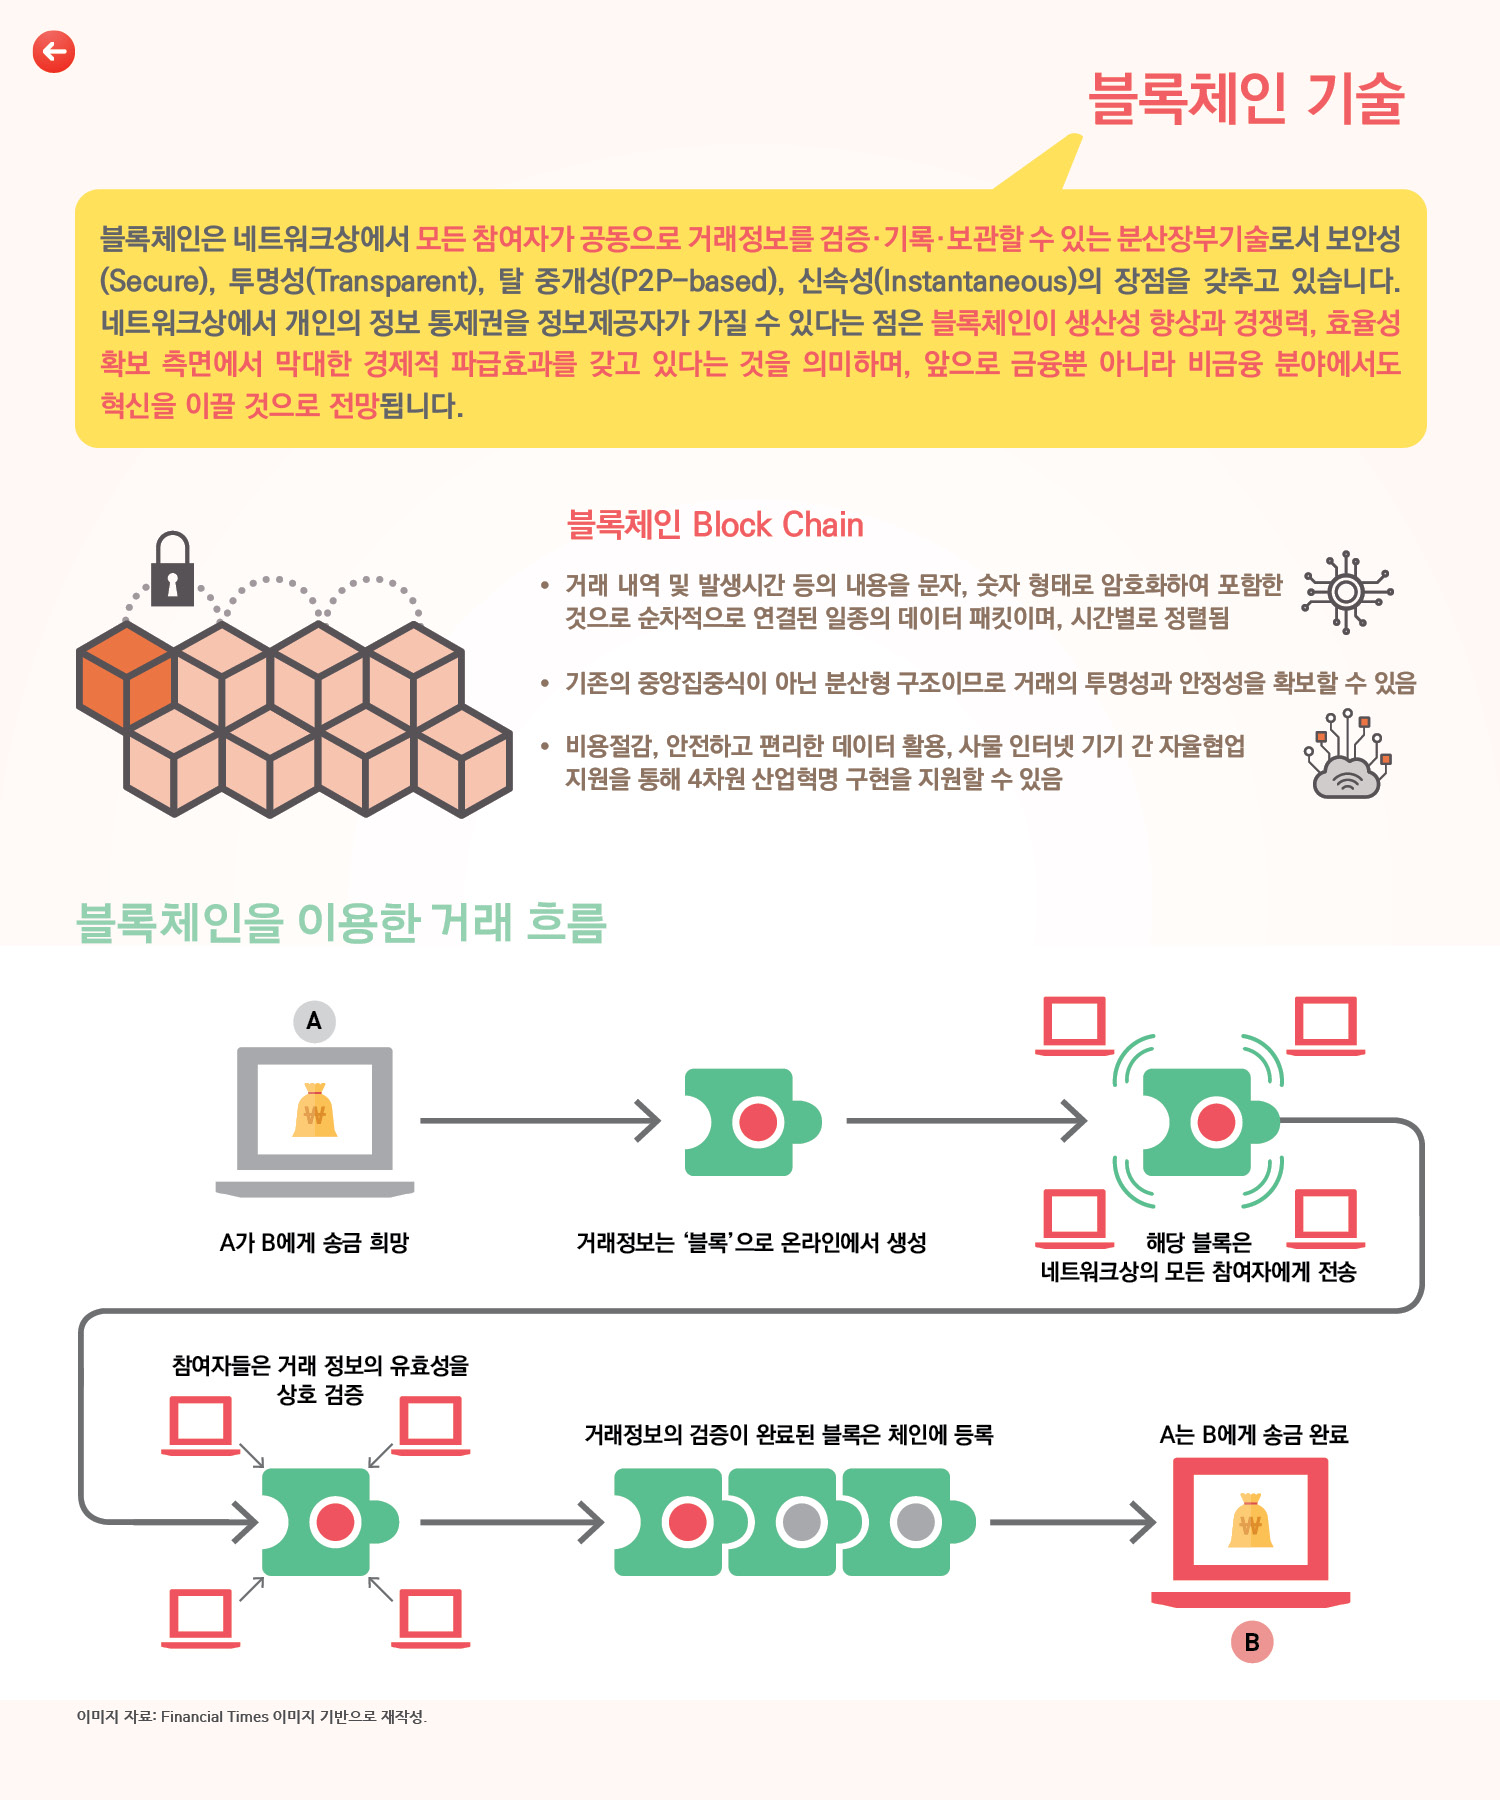 블록체인 기술
블록체인은 네트워크상에서 모든 참여자가 공동으로 거래정보를 검증·기록·보관할 수 있는 분산장부기술로서 보안성
(Secure), 투명성(Transparent), 탈 중개성(P2P-based), 신속성(Instantaneous)의 장점을 갖추고 있습니다.
네트워크상에서 개인의 정보 통제권을 정보제공자가 가질 수 있다는 점은 블록체인이 생산성 향상과 경쟁력, 효율성
확보 측면에서 막대한 경제적 파급효과를 갖고 있다는 것을 의미하며, 앞으로 금융뿐 아니라 비금융 분야에서도
혁신을 이끌 것으로 전망됩니다.
블록체인 Block Chain
• 거래 내역 및 발생시간 등의 내용을 문자, 숫자 형태로 암호화하여 포함한
것으로 순차적으로 연결된 일종의 데이터 패킷이며, 시간별로 정렬됨
• 기존의 중앙집중식이 아닌 분산형 구조이므로 거래의 투명성과 안정성을 확보할 수 있음
• 비용절감, 안전하고 편리한 데이터 활용, 사물 인터넷 기기 간 자율협업
지원을 통해 4차원 산업혁명 구현을 지원할 수 있음
블록체인을 이용한 거래 흐름
A
₩
A가 B에게 송금 희망
거래정보는 ‘블록’으로 온라인에서 생성
해당 블록은
네트워크상의 모든 참여자에게 전송
참여자들은 거래 정보의 유효성을
상호 검증
거래정보의 검증이 완료된 블록은 체인에 등록
A는 B에게 송금 완료
₩
B
이미지 자료: Financial Times 이미지 기반으로 재작성.